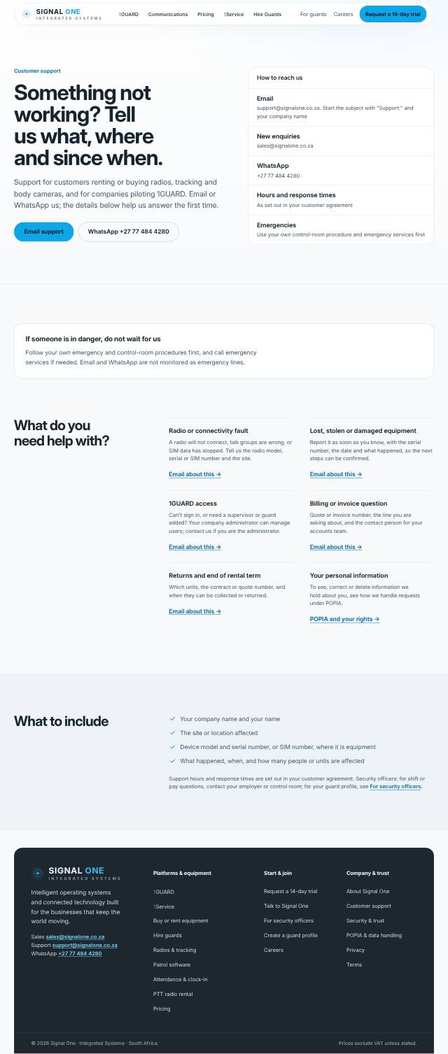 SIGNAL ONE
INTEGRATED SYSTEMS
1GUARD
Communications
Pricing
1Service
Hire Guards
For guards
Careers
Request a 14-day trial
Customer support
Something not
working? Tell
us what, where
and since when.
Support for customers renting or buying radios, tracking and
body cameras, and for companies piloting 1GUARD. Email or
WhatsApp us; the details below help us answer the first time.
Email support
WhatsApp +27 77 484 4280
How to reach us
Email
support@signalone.co.za. Start the subject with "Support:" and
your company name
New enquiries
sales@signalone.co.za
WhatsApp
+27 77 484 4280
Hours and response times
As set out in your customer agreement
Emergencies
Use your own control-room procedure and emergency services first
If someone is in danger, do not wait for us
Follow your own emergency and control-room procedures first, and call emergency
services if needed. Email and WhatsApp are not monitored as emergency lines.
What do you
need help with?
Radio or connectivity fault
A radio will not connect, talk groups are wrong, or
SIM data has stopped. Tell us the radio model,
serial or SIM number and the site.
Email about this →
Lost, stolen or damaged equipment
Report it as soon as you know, with the serial
number, the date and what happened, so the next
steps can be confirmed.
Email about this →
1GUARD access
Can't sign in, or need a supervisor or guard
added? Your company administrator can manage
users; contact us if you are the administrator.
Email about this →
Billing or invoice question
Quote or invoice number, the line you are
asking about, and the contact person for your
accounts team.
Email about this →
Returns and end of rental term
Which units, the contract or quote number, and
when they can be collected or returned.
Email about this →
Your personal information
To see, correct or delete information we
hold about you, see how we handle requests
under POPIA.
POPIA and your rights →
What to include
✓ Your company name and your name
✓ The site or location affected
✓ Device model and serial number, or SIM number, where it is equipment
✓ What happened, when, and how many people or units are affected
Support hours and response times are set out in your customer agreement. Security officers: for shift or
pay questions, contact your employer or control room; for your guard profile, see For security officers.
SIGNAL ONE
INTEGRATED SYSTEMS
Intelligent operating systems
and connected technology built
for the businesses that keep the
world moving.
Sales sales@signalone.co.za
Support support@signalone.co.za
WhatsApp +27 77 484 4280
Platforms & equipment
1GUARD
1Service
Buy or rent equipment
Hire guards
Radios & tracking
Patrol software
Attendance & clock-in
PTT radio rental
Pricing
Start & join
Request a 14-day trial
Talk to Signal One
For security officers
Create a guard profile
Careers
Company & trust
About Signal One
Customer support
Security & trust
POPIA & data handling
Privacy
Terms
© 2026 Signal One · Integrated Systems · South Africa.
Prices exclude VAT unless stated.